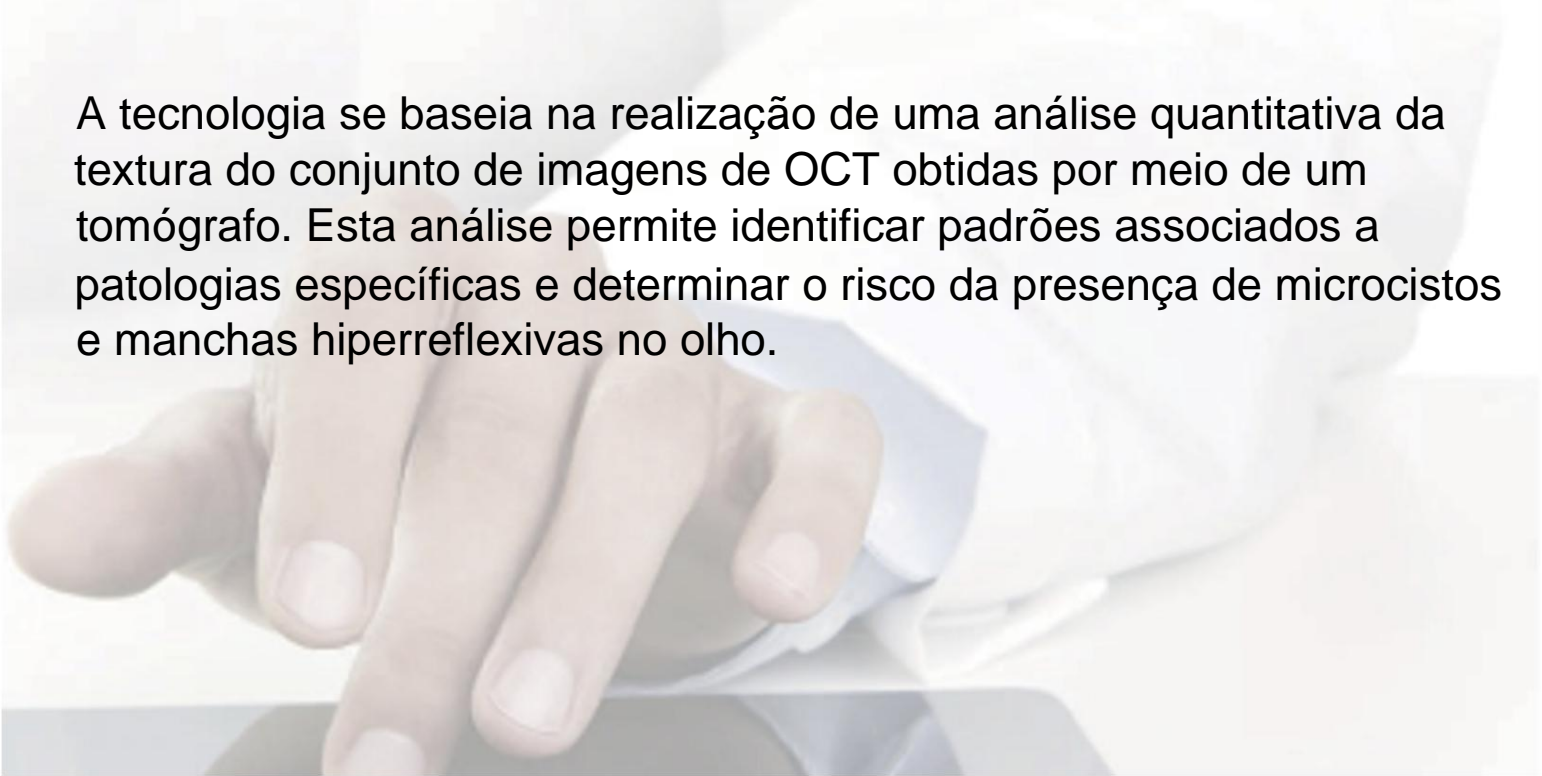 A tecnologia se baseia na realização de uma análise quantitativa da
textura do conjunto de imagens de OCT obtidas por meio de um
tomógrafo. Esta análise permite identificar padrões associados a
patologias específicas e determinar o risco da presença de microcistos
e manchas hiperreflexivas no olho.